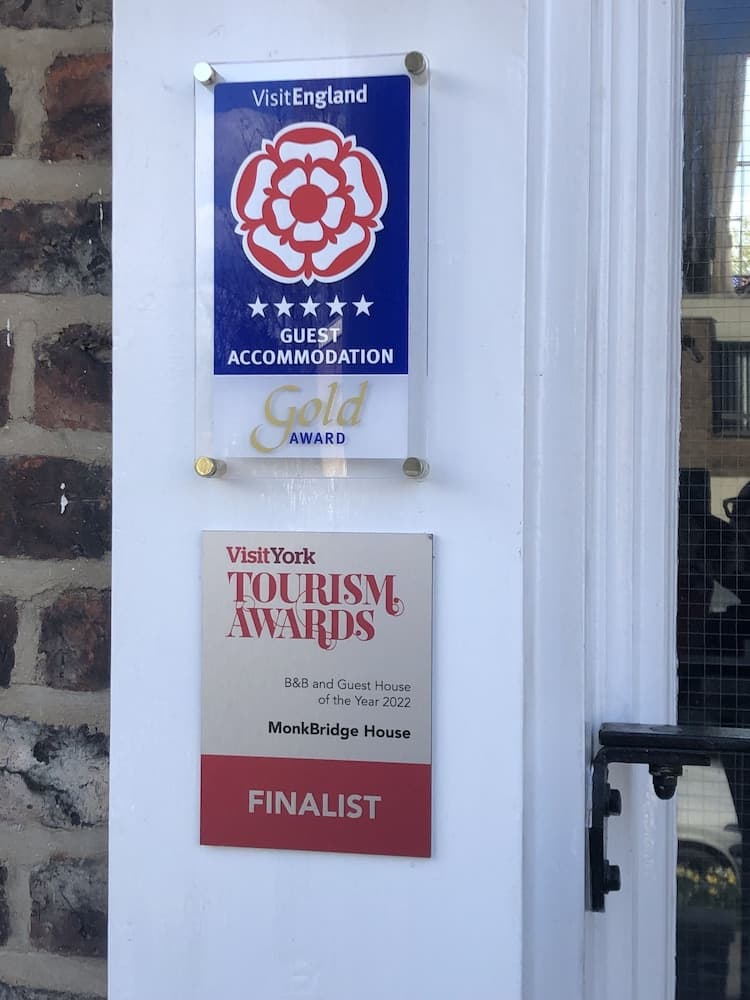 VisitEngland
GUEST
ACCOMMODATION
Gold
AWARD
VisitYork
TOURISM
AWARDS
B&B and Guest House
of the Year 2022
MonkBridge House
FINALIST